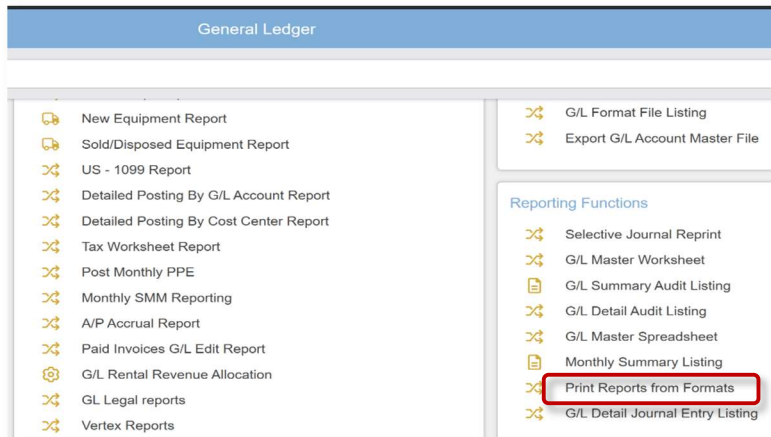 General Ledger
New Equipment Report
Sold/Disposed Equipment Report
US - 1099 Report
Detailed Posting By G/L Account Report
Detailed Posting By Cost Center Report
Tax Worksheet Report
Post Monthly PPE
Monthly SMM Reporting
A/P Accrual Report
Paid Invoices G/L Edit Report
G/L Rental Revenue Allocation
GL Legal reports
Vertex Reports
G/L Format File Listing
Export G/L Account Master File
Reporting Functions
Selective Journal Reprint
G/L Master Worksheet
G/L Summary Audit Listing
G/L Detail Audit Listing
G/L Master Spreadsheet
Monthly Summary Listing
Print Reports from Formats
G/L Detail Journal Entry Listing